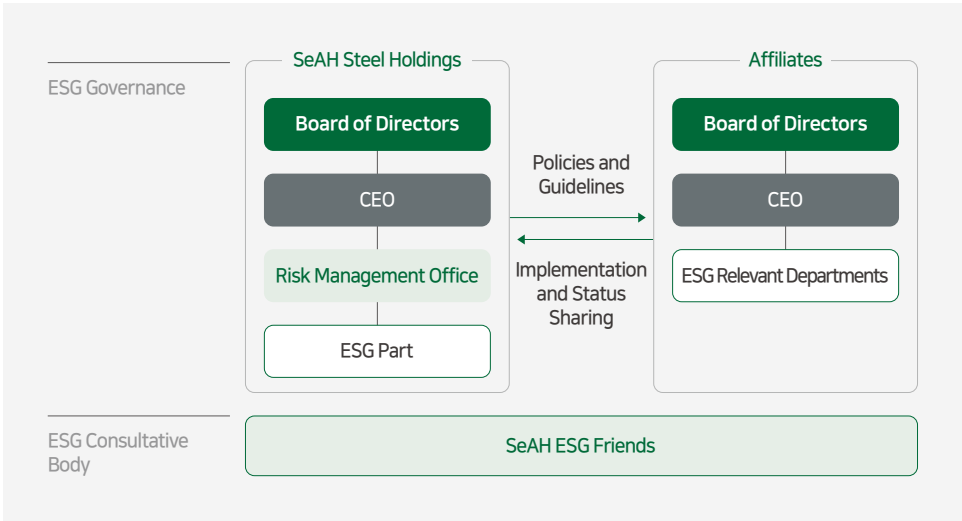 ESG Governance
SeAH Steel Holdings
Board of Directors
CEO
Risk Management Office
ESG Part
Policies and
Guidelines
Implementation
and Status
Sharing
Affiliates
Board of Directors
CEO
ESG Relevant Departments
ESG Consultative
Body
SeAH ESG Friends